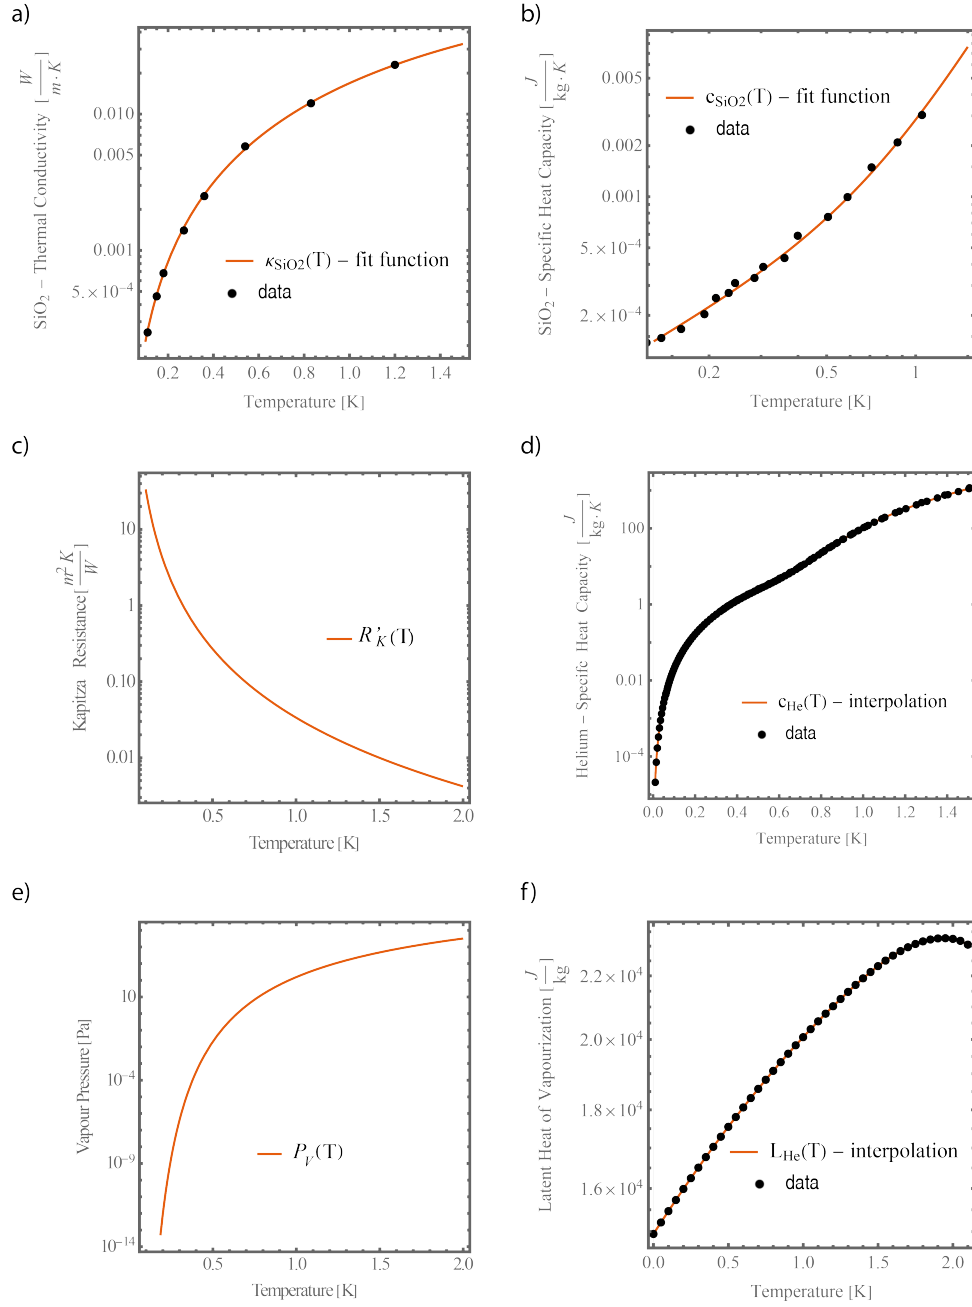 a)
SiO2 – Thermal Conductivity [W/m·K]
0.010
0.005
0.001
5.×10-4
κSiO2(T) – fit function
data
0.2 0.4 0.6 0.8 1.0 1.2 1.4
Temperature [K]
b)
SiO2 – Specific Heat Capacity [J/kg·K]
0.005
0.002
0.001
5.×10-4
2.×10-4
cSiO2(T) – fit function
data
0.2 0.5 1
Temperature [K]
c)
Kapitza Resistance [m2 K/W]
10
1
0.10
0.01
R'K(T)
0.5 1.0 1.5 2.0
Temperature [K]
d)
Helium – Specifc Heat Capacity [J/kg·K]
100
1
0.01
10-4
cHe(T) – interpolation
data
0.0 0.2 0.4 0.6 0.8 1.0 1.2 1.4
Temperature [K]
e)
Vapour Pressure [Pa]
10
10-4
10-9
10-14
PV(T)
0.5 1.0 1.5 2.0
Temperature [K]
f)
Latent Heat of Vapourization [J/kg]
2.2×104
2.0×104
1.8×104
1.6×104
LHe(T) – interpolation
data
0.0 0.5 1.0 1.5 2.0
Temperature [K]